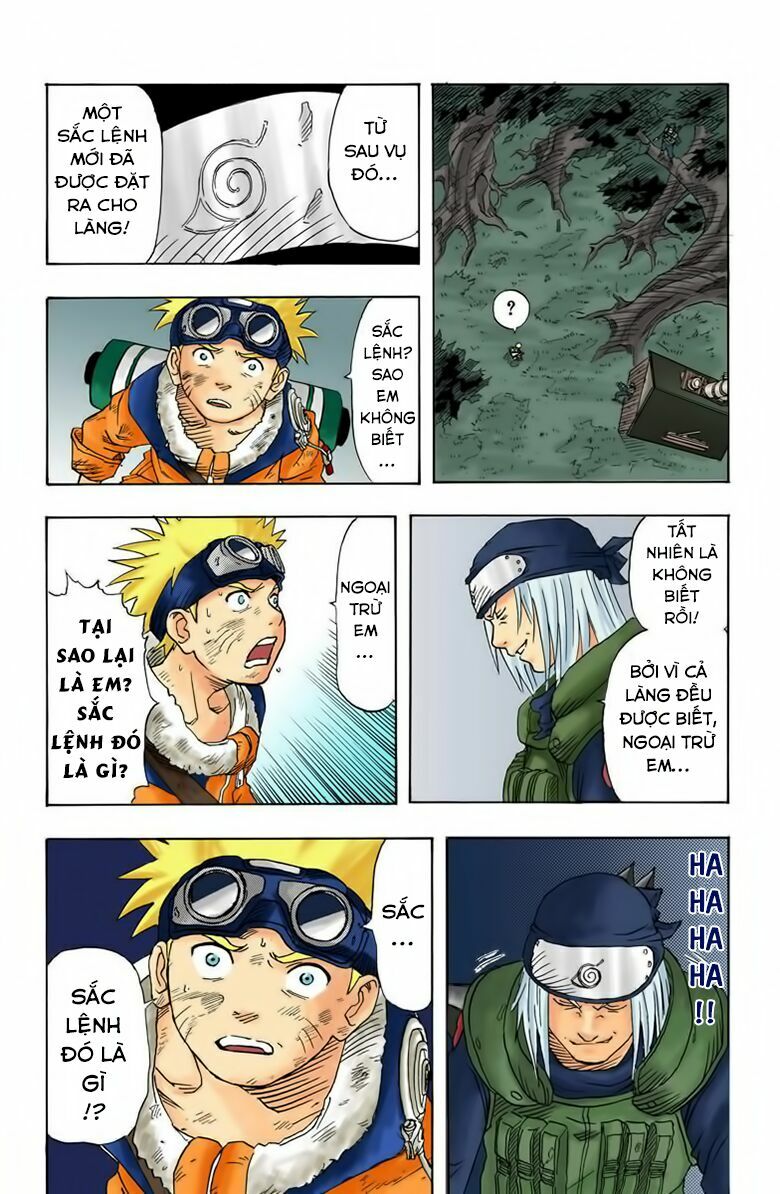 ?
TỪ
SAU VỤ
ĐÓ...
MỘT
SẮC LỆNH
MỚI ĐÃ
ĐƯỢC ĐẶT
RA CHO
LÀNG!
SẮC
LỆNH?
SAO
EM
KHÔNG
BIẾT
...
TẤT
NHIÊN LÀ
KHÔNG
BIẾT
RỒI!
BỞI VÌ CẢ
LÀNG ĐỀU
ĐƯỢC BIẾT,
NGOẠI TRỪ
EM...
NGOẠI
TRỪ
EM
...
TẠI
SAO LẠI
LÀ EM?
SẮC
LỆNH ĐÓ
LÀ GÌ?
HA
HA
HA
HA
!!
SẮC
...
SẮC
LỆNH
ĐÓ LÀ
GÌ
!?